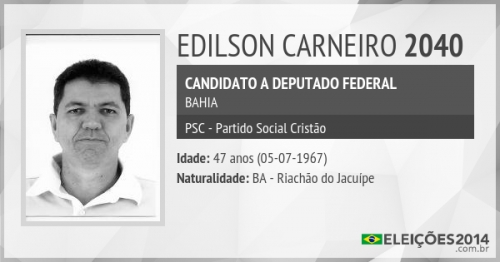 EDILSON CARNEIRO 2040
CANDIDATO A DEPUTADO FEDERAL
BAHIA
PSC - Partido Social Cristão
Idade: 47 anos (05-07-1967)
Naturalidade: BA - Riachão do Jacuípe
ELEIÇÕES2014
.com.br